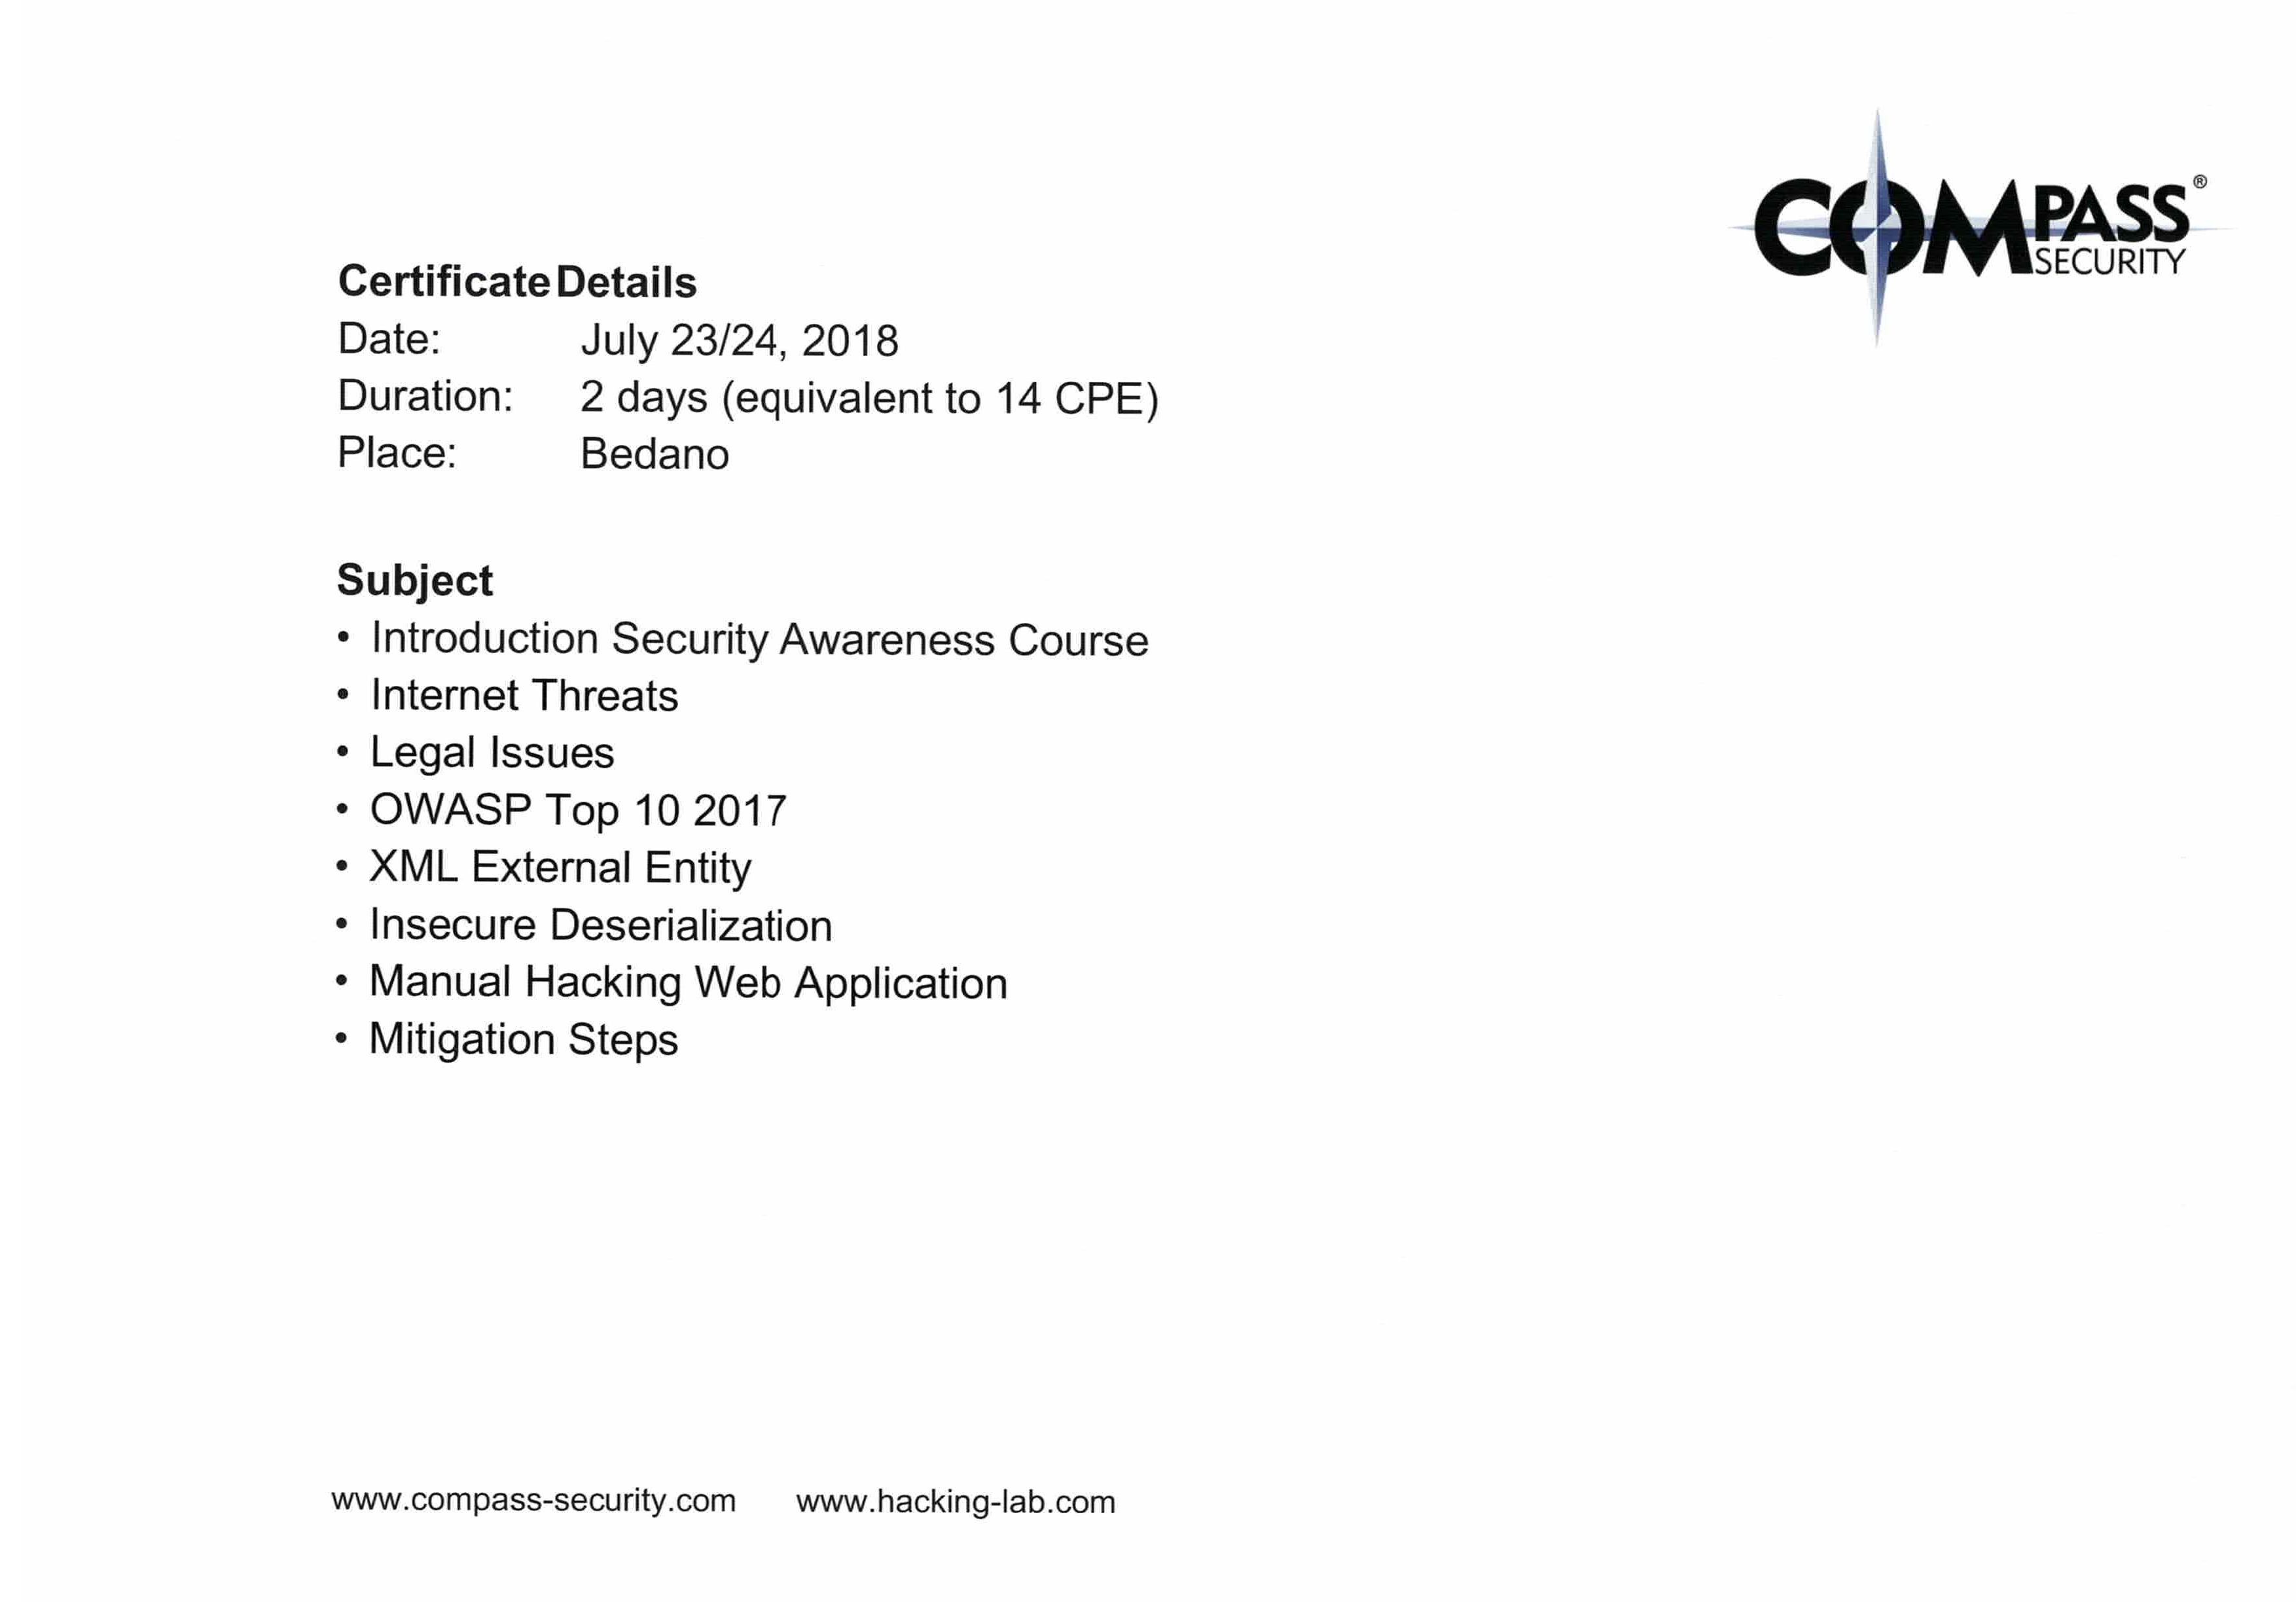 COMPASS®
SECURITY
Certificate Details
Date: July 23/24, 2018
Duration: 2 days (equivalent to 14 CPE)
Place: Bedano
Subject
• Introduction Security Awareness Course
• Internet Threats
• Legal Issues
• OWASP Top 10 2017
• XML External Entity
• Insecure Deserialization
• Manual Hacking Web Application
• Mitigation Steps
www.compass-security.com www.hacking-lab.com